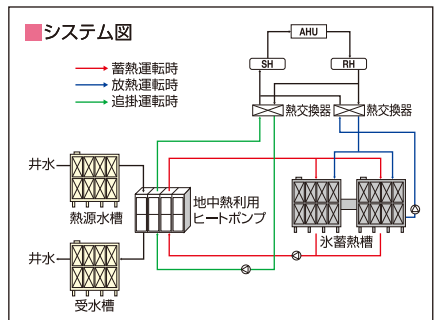 ■システム図
AHU
SH
RH
蓄熱運転時
放熱運転時
追掛運転時
熱交換器
熱交換器
井水
熱源水槽
地中熱利用
ヒートポンプ
氷蓄熱槽
井水
受水槽